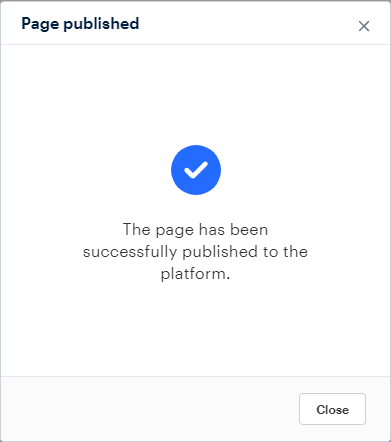 Page published
The page has been
successfully published to the
platform.
Close